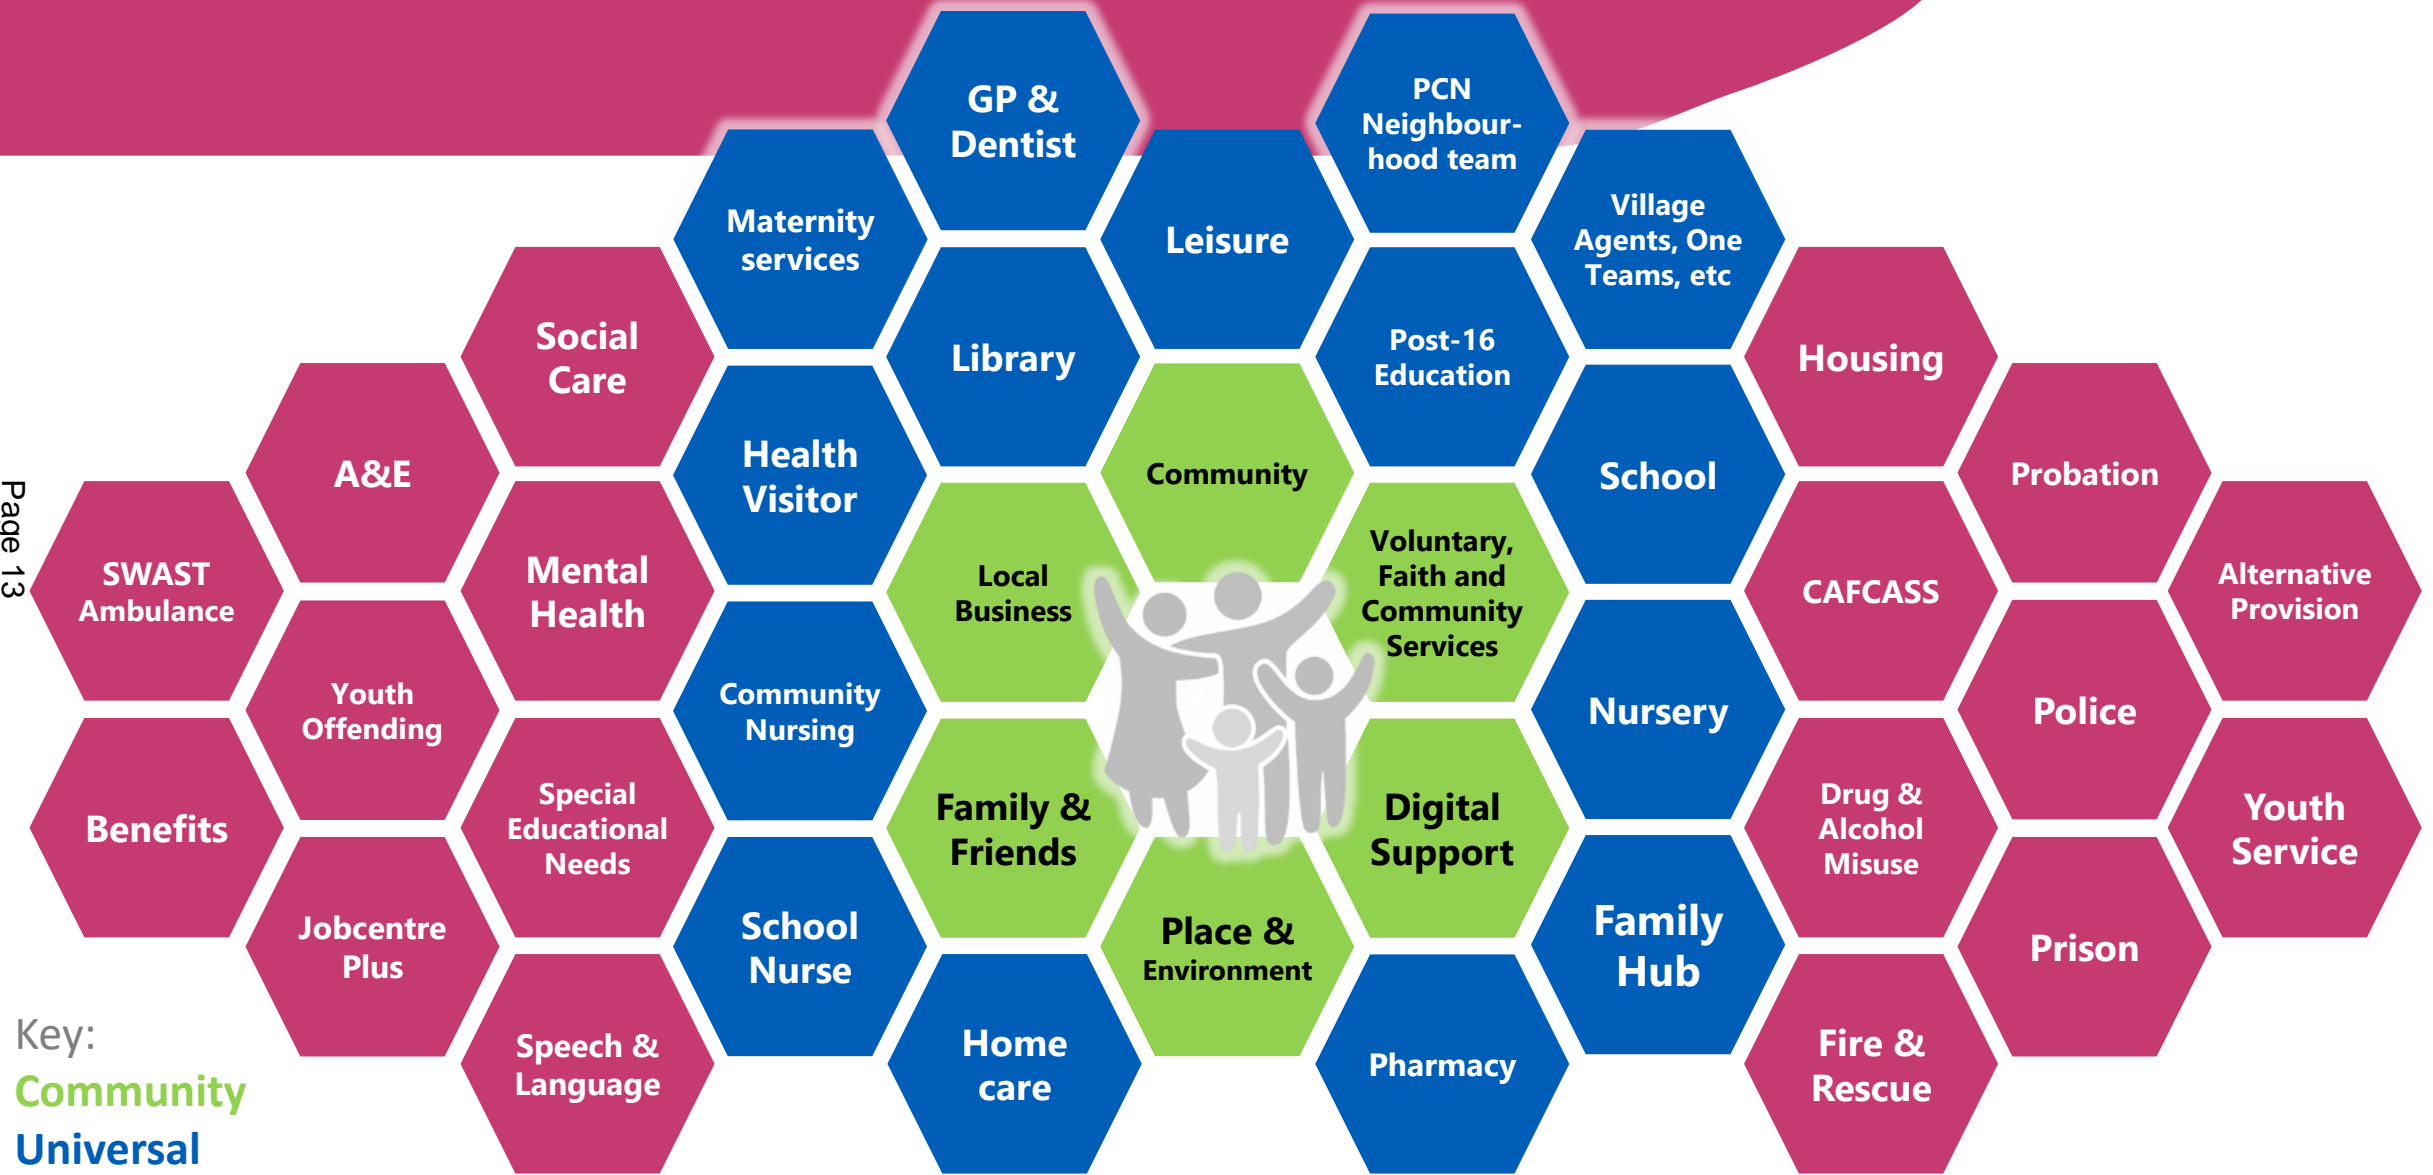 GP &
Dentist
PCN
Neighbour-
hood team
Maternity
services
Leisure
Village
Agents, One
Teams, etc
Social
Care
Library
Post-16
Education
Housing
A&E
Health
Visitor
Community
School
Probation
SWAST
Ambulance
Mental
Health
Local
Business
Voluntary,
Faith and
Community
Services
CAFCASS
Alternative
Provision
Youth
Offending
Community
Nursing
Nursery
Police
Benefits
Special
Educational
Needs
Family &
Friends
Digital
Support
Drug &
Alcohol
Misuse
Youth
Service
Jobcentre
Plus
School
Nurse
Place &
Environment
Family
Hub
Prison
Speech &
Language
Home
care
Pharmacy
Fire &
Rescue
Key:
Community
Universal
Page 13